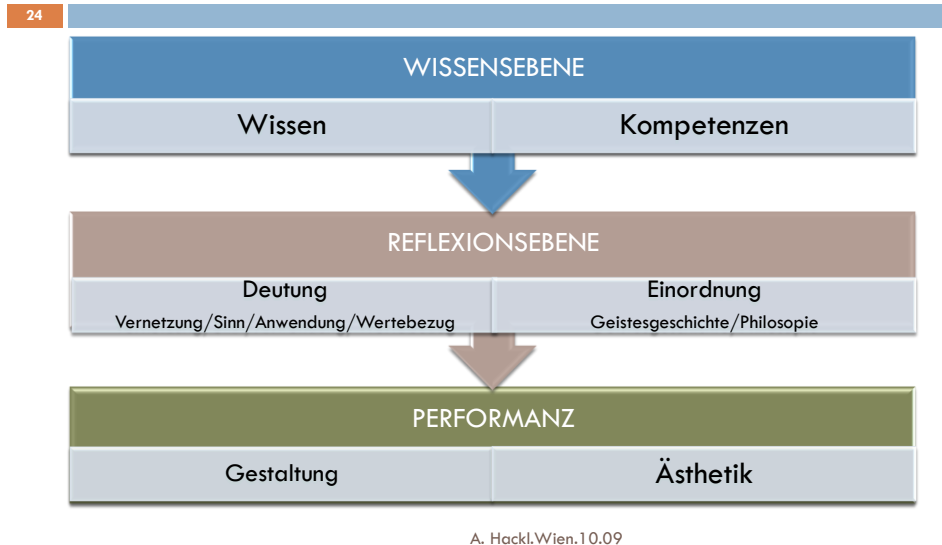 24
WISSENSEBENE
Wissen
Kompetenzen
REFLEXIONSEBENE
Deutung
Vernetzung/Sinn/Anwendung/Wertebezug
Einordnung
Geistesgeschichte/Philosopie
PERFORMANZ
Gestaltung
Ästhetik
A. Hackl.Wien.10.09